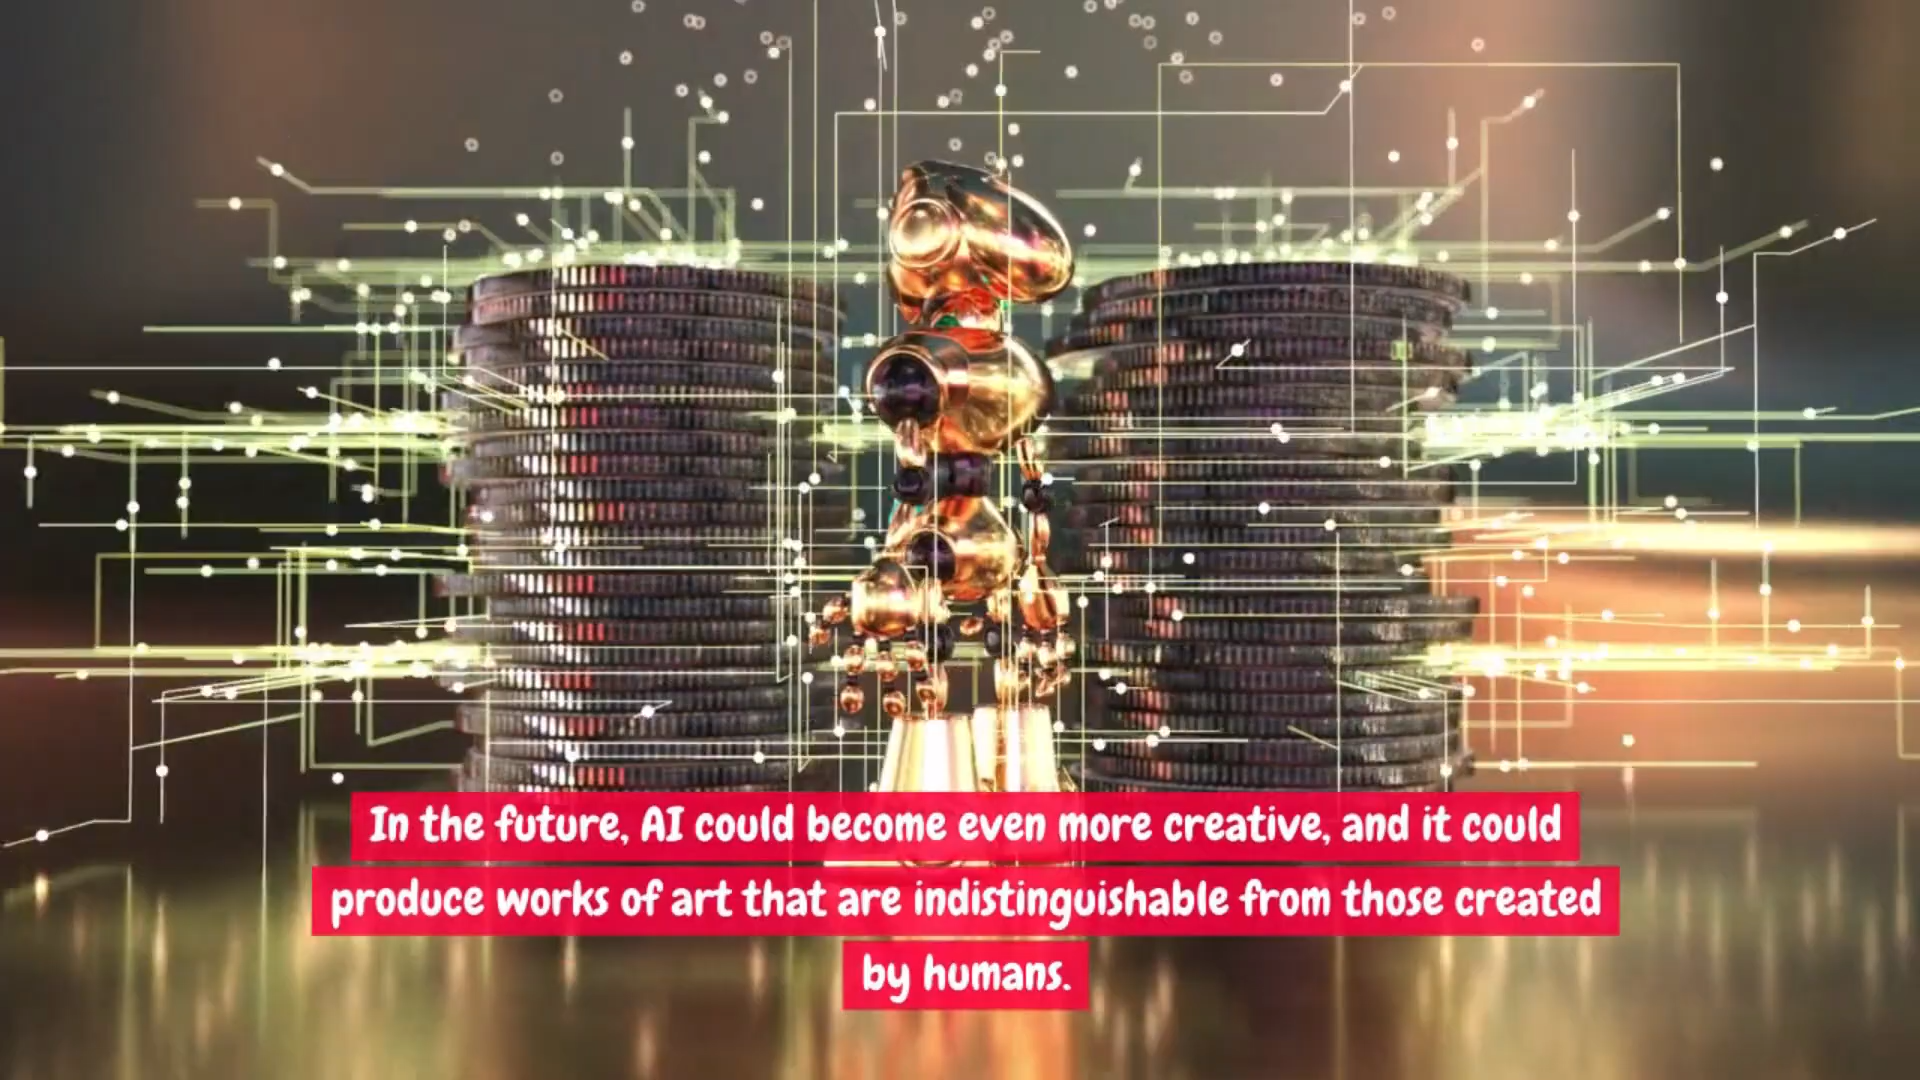 In the future, AI could become even more creative, and it could
produce works of art that are indistinguishable from those created
by humans.